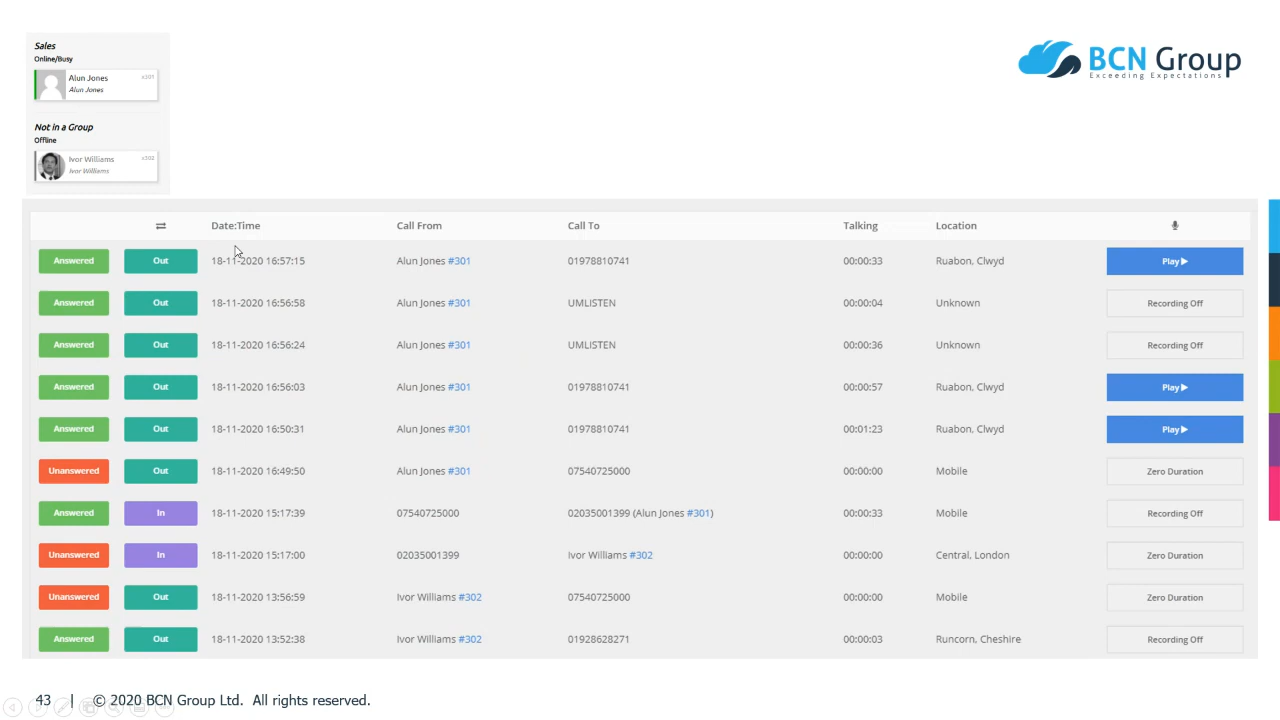 Sales
Online/Busy
Alun Jones x301
Alun Jones
Not in a Group
Offline
Ivor Williams x302
Ivor Williams
BCN Group
Exceeding Expectations
Date:Time Call From Call To Talking Location
Answered Out 18-11-2020 16:57:15 Alun Jones #301 01978810741 00:00:33 Ruabon, Clwyd Play
Answered Out 18-11-2020 16:56:58 Alun Jones #301 UMLISTEN 00:00:04 Unknown Recording Off
Answered Out 18-11-2020 16:56:24 Alun Jones #301 UMLISTEN 00:00:36 Unknown Recording Off
Answered Out 18-11-2020 16:56:03 Alun Jones #301 01978810741 00:00:57 Ruabon, Clwyd Play
Answered Out 18-11-2020 16:50:31 Alun Jones #301 01978810741 00:01:23 Ruabon, Clwyd Play
Unanswered Out 18-11-2020 16:49:50 Alun Jones #301 07540725000 00:00:00 Mobile Zero Duration
Answered In 18-11-2020 15:17:39 07540725000 02035001399 (Alun Jones #301) 00:00:33 Mobile Recording Off
Unanswered In 18-11-2020 15:17:00 02035001399 Ivor Williams #302 00:00:00 Central, London Zero Duration
Unanswered Out 18-11-2020 13:56:59 Ivor Williams #302 07540725000 00:00:00 Mobile Zero Duration
Answered Out 18-11-2020 13:52:38 Ivor Williams #302 01928628271 00:00:03 Runcorn, Cheshire Recording Off
43 | © 2020 BCN Group Ltd. All rights reserved.